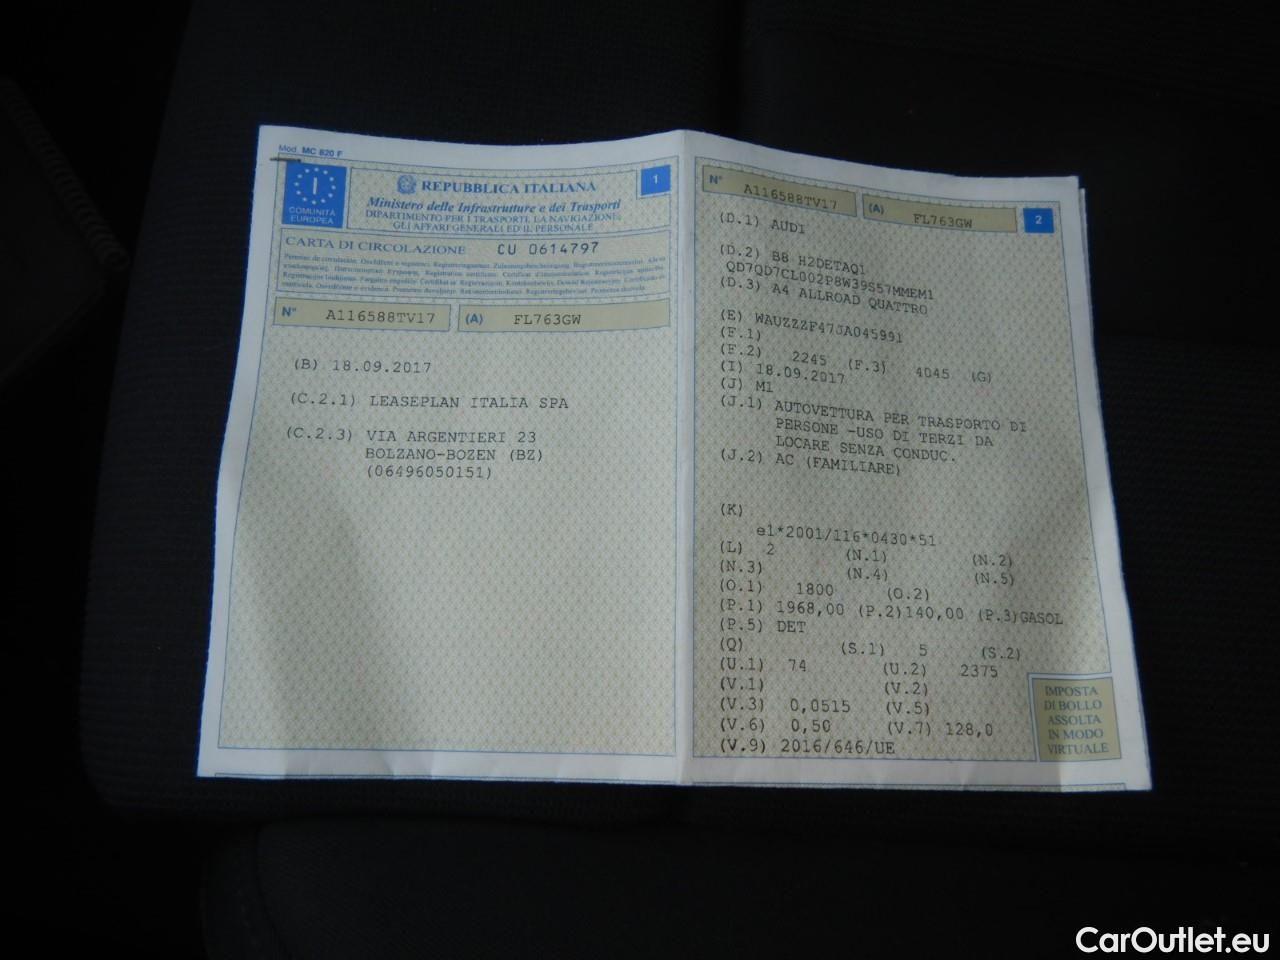 Mod. MC 820 F
I
COMUNITÀ
EUROPEA
1
REPUBBLICA ITALIANA
Ministero delle Infrastrutture e dei Trasporti
DIPARTIMENTO PER I TRASPORTI, LA NAVIGAZIONE,
GLI AFFARI GENERALI ED IL PERSONALE
CARTA DI CIRCOLAZIONE CU 0614797
N° A116588TV17 (A) FL763GW
(B) 18.09.2017
(C.2.1) LEASEPLAN ITALIA SPA
(C.2.3) VIA ARGENTIERI 23
BOLZANO-BOZEN (BZ)
(06496050151)
N° A116588TV17 (A) FL763GW 2
(D.1) AUDI
(D.2) B8 H2DETAQ1
QD7QD7CL002P8W39S57MMEM1
(D.3) A4 ALLROAD QUATTRO
(E) WAUZZZF47JA045991
(F.1)
(F.2) 2245 (F.3) 4045 (G)
(I) 18.09.2017
(J) M1
(J.1) AUTOVETTURA PER TRASPORTO DI
PERSONE -USO DI TERZI DA
LOCARE SENZA CONDUC.
(J.2) AC (FAMILIARE)
(K)
e1*2001/116*0430*51
(L) 2 (N.1) (N.2)
(N.3) (N.4) (N.5)
(O.1) 1800 (O.2)
(P.1) 1968,00 (P.2)140,00 (P.3)GASOL
(P.5) DET
(Q) (S.1) 5 (S.2)
(U.1) 74 (U.2) 2375
(V.1) (V.2)
(V.3) 0,0515 (V.5)
(V.6) 0,50 (V.7) 128,0
(V.9) 2016/646/UE
IMPOSTA
DI BOLLO
ASSOLTA
IN MODO
VIRTUALE
CarOutlet.eu